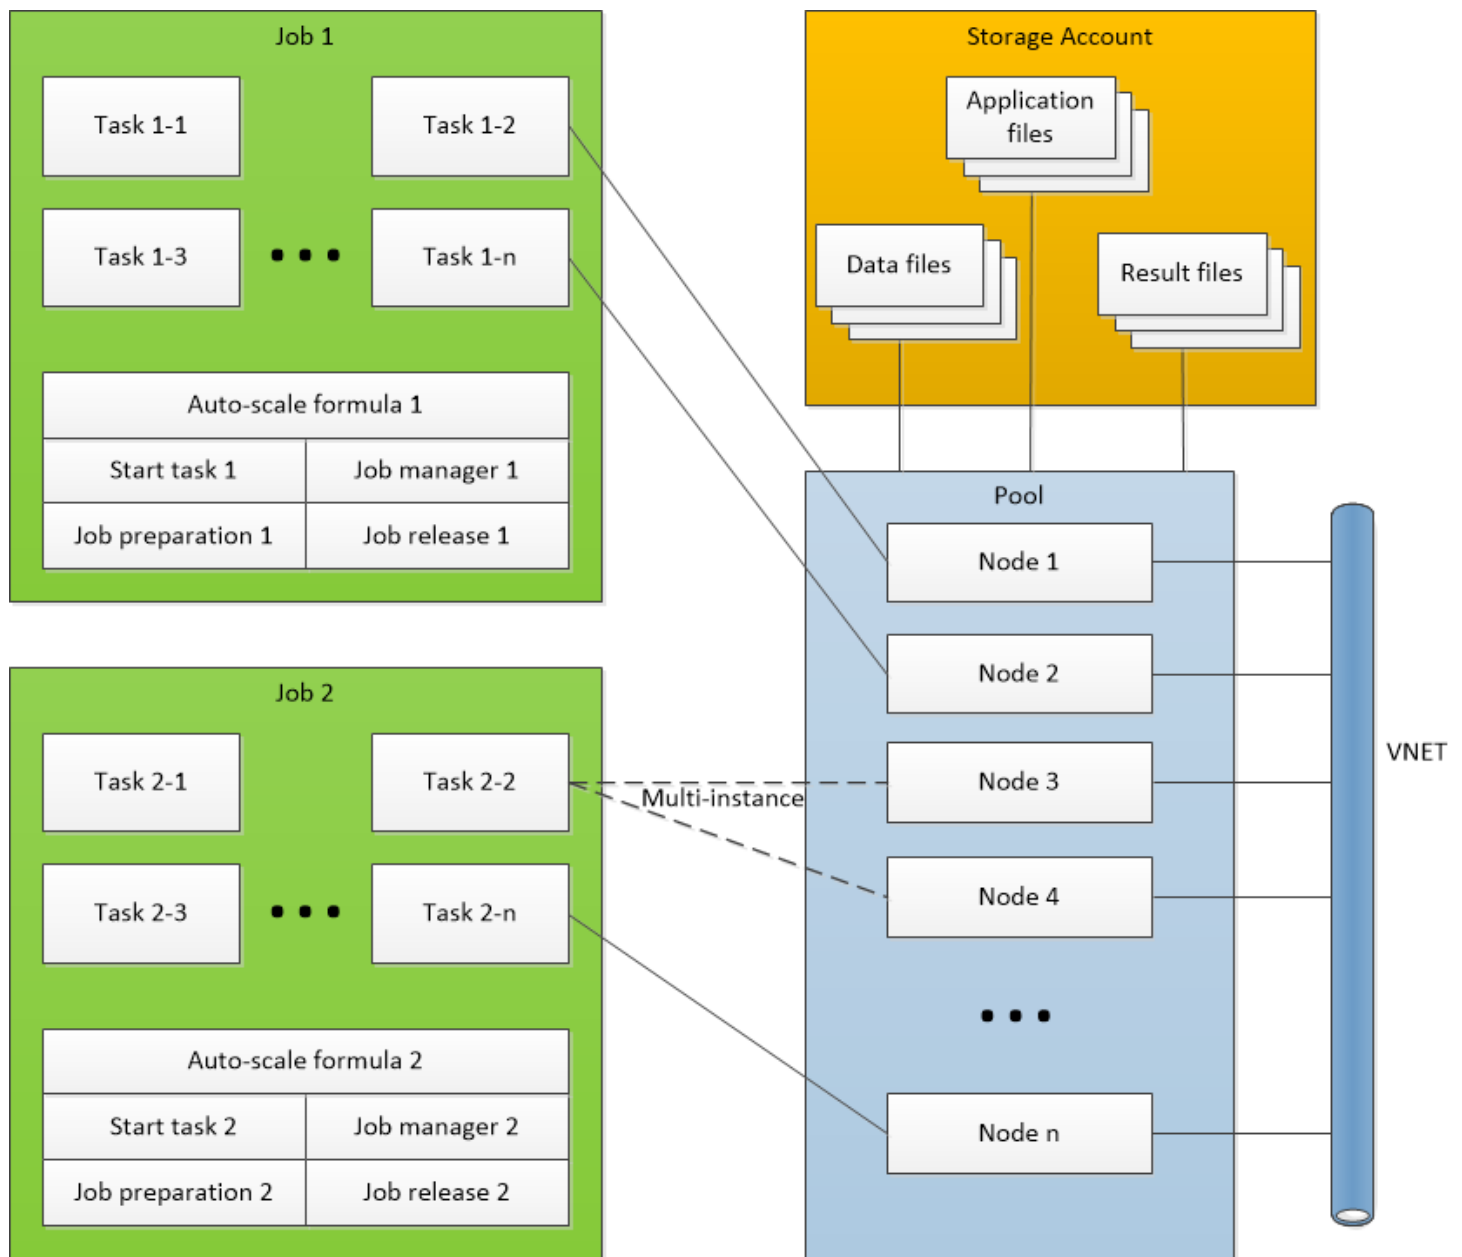 Job 1
Task 1-1
Task 1-2
Task 1-3
Task 1-n
Auto-scale formula 1
Start task 1
Job manager 1
Job preparation 1
Job release 1
Job 2
Task 2-1
Task 2-2
Task 2-3
Task 2-n
Auto-scale formula 2
Start task 2
Job manager 2
Job preparation 2
Job release 2
Multi-instance
Storage Account
Application
files
Data files
Result files
Pool
Node 1
Node 2
Node 3
Node 4
Node n
VNET